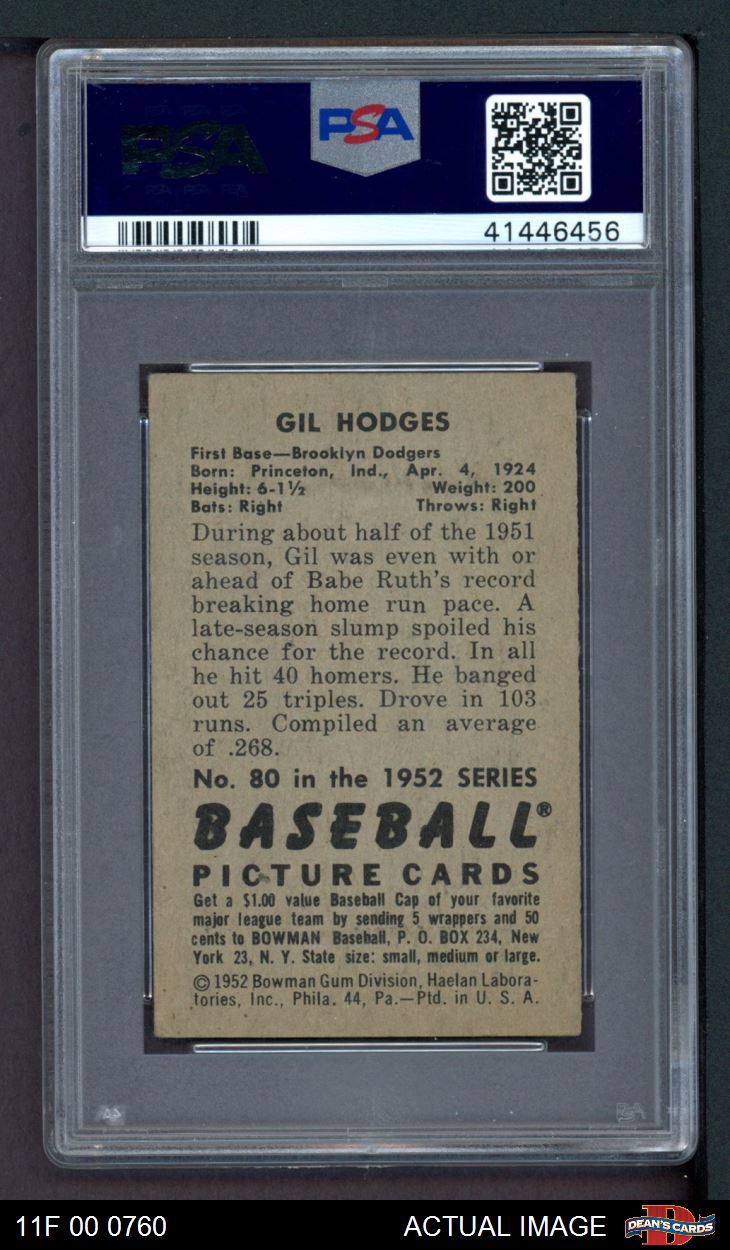 PSA
PSA
41446456
GIL HODGES
First Base—Brooklyn Dodgers
Born: Princeton, Ind., Apr. 4, 1924
Height: 6-1½ Weight: 200
Bats: Right Throws: Right
During about half of the 1951
season, Gil was even with or
ahead of Babe Ruth's record
breaking home run pace. A
late-season slump spoiled his
chance for the record. In all
he hit 40 homers. He banged
out 25 triples. Drove in 103
runs. Compiled an average
of .268.
No. 80 in the 1952 SERIES
BASEBALL®
PICTURE CARDS
Get a $1.00 value Baseball Cap of your favorite
major league team by sending 5 wrappers and 50
cents to BOWMAN Baseball, P. O. BOX 234, New
York 23, N. Y. State size: small, medium or large.
© 1952 Bowman Gum Division, Haelan Labora-
tories, Inc., Phila. 44, Pa.—Ptd. in U. S. A.
11F 00 0760 ACTUAL IMAGE DEAN'S CARDS